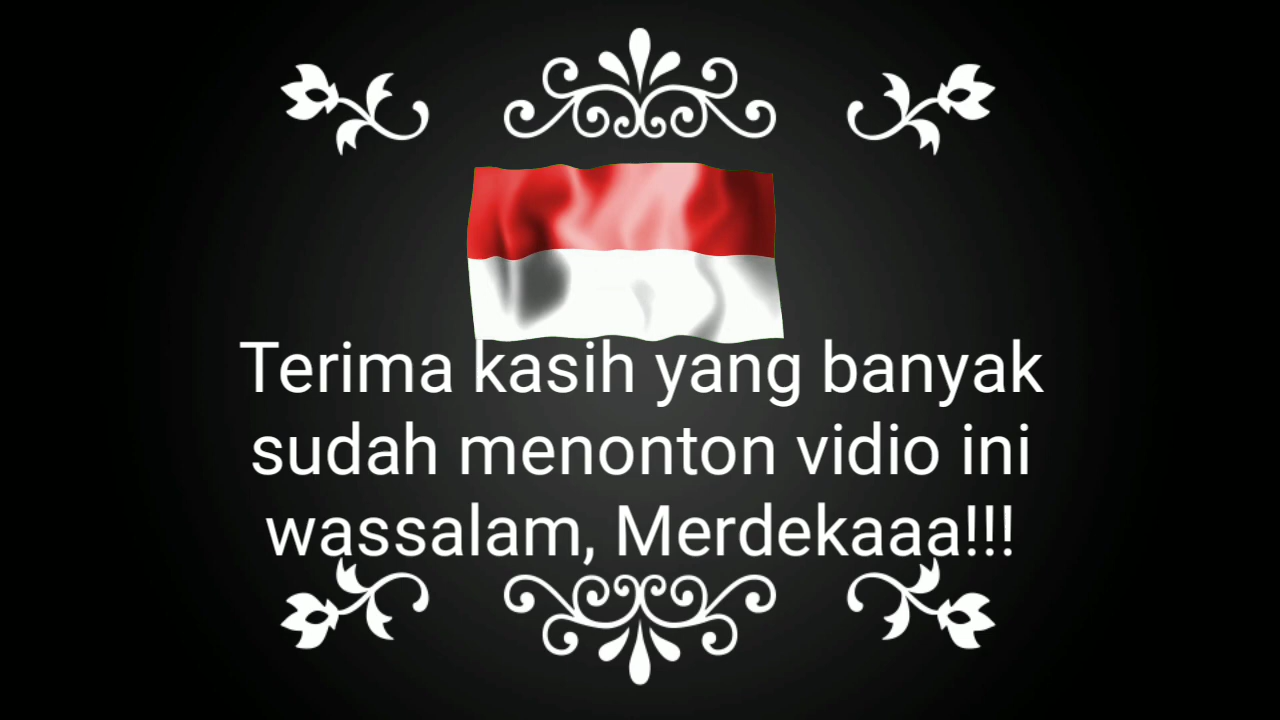 Terima kasih yang banyak
sudah menonton vidio ini
wassalam, Merdekaaa!!!